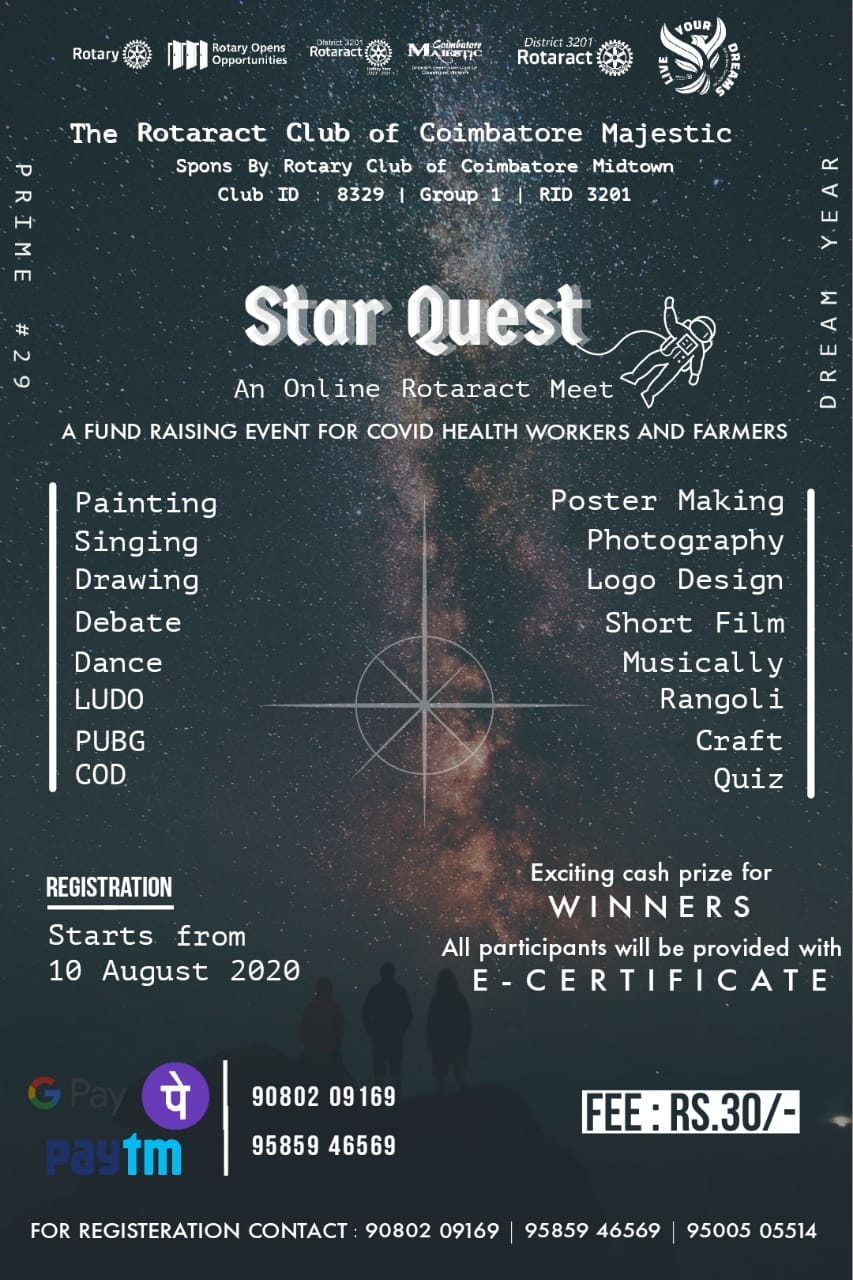 Rotary
Rotary Opens
Opportunities
District 3201
Rotaract
Coimbatore
MAJESTIC
District 3201
Rotaract
LIVE YOUR DREAMS
The Rotaract Club of Coimbatore Majestic
Spons By Rotary Club of Coimbatore Midtown
Club ID : 8329 | Group 1 | RID 3201
PRIME #29
DREAM YEAR
Star Quest
An Online Rotaract Meet
A FUND RAISING EVENT FOR COVID HEALTH WORKERS AND FARMERS
Painting
Singing
Drawing
Debate
Dance
LUDO
PUBG
COD
Poster Making
Photography
Logo Design
Short Film
Musically
Rangoli
Craft
Quiz
REGISTRATION
Starts from
10 August 2020
Exciting cash prize for
WINNERS
All participants will be provided with
E-CERTIFICATE
G Pay
पे
paytm
90802 09169
95859 46569
FEE : RS.30/-
FOR REGISTERATION CONTACT : 90802 09169 | 95859 46569 | 95005 05514